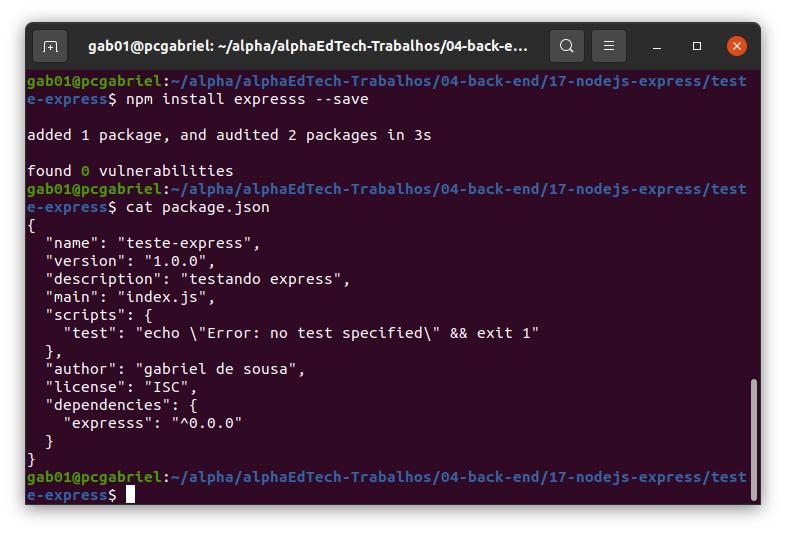 gab01@pcgabriel: ~/alpha/alphaEdTech-Trabalhos/04-back-e...
gab01@pcgabriel:~/alpha/alphaEdTech-Trabalhos/04-back-end/17-nodejs-express/test
e-express$ npm install expresss --save
added 1 package, and audited 2 packages in 3s
found 0 vulnerabilities
gab01@pcgabriel:~/alpha/alphaEdTech-Trabalhos/04-back-end/17-nodejs-express/test
e-express$ cat package.json
{
  "name": "teste-express",
  "version": "1.0.0",
  "description": "testando express",
  "main": "index.js",
  "scripts": {
    "test": "echo \"Error: no test specified\" && exit 1"
  },
  "author": "gabriel de sousa",
  "license": "ISC",
  "dependencies": {
    "expresss": "^0.0.0"
  }
}
gab01@pcgabriel:~/alpha/alphaEdTech-Trabalhos/04-back-end/17-nodejs-express/test
e-express$